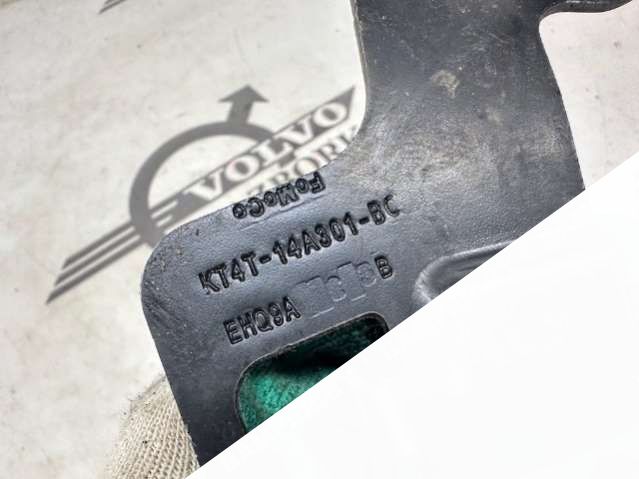 VOLVO
FoMoCo
KT4T-14A301-BC
EHQ9A B